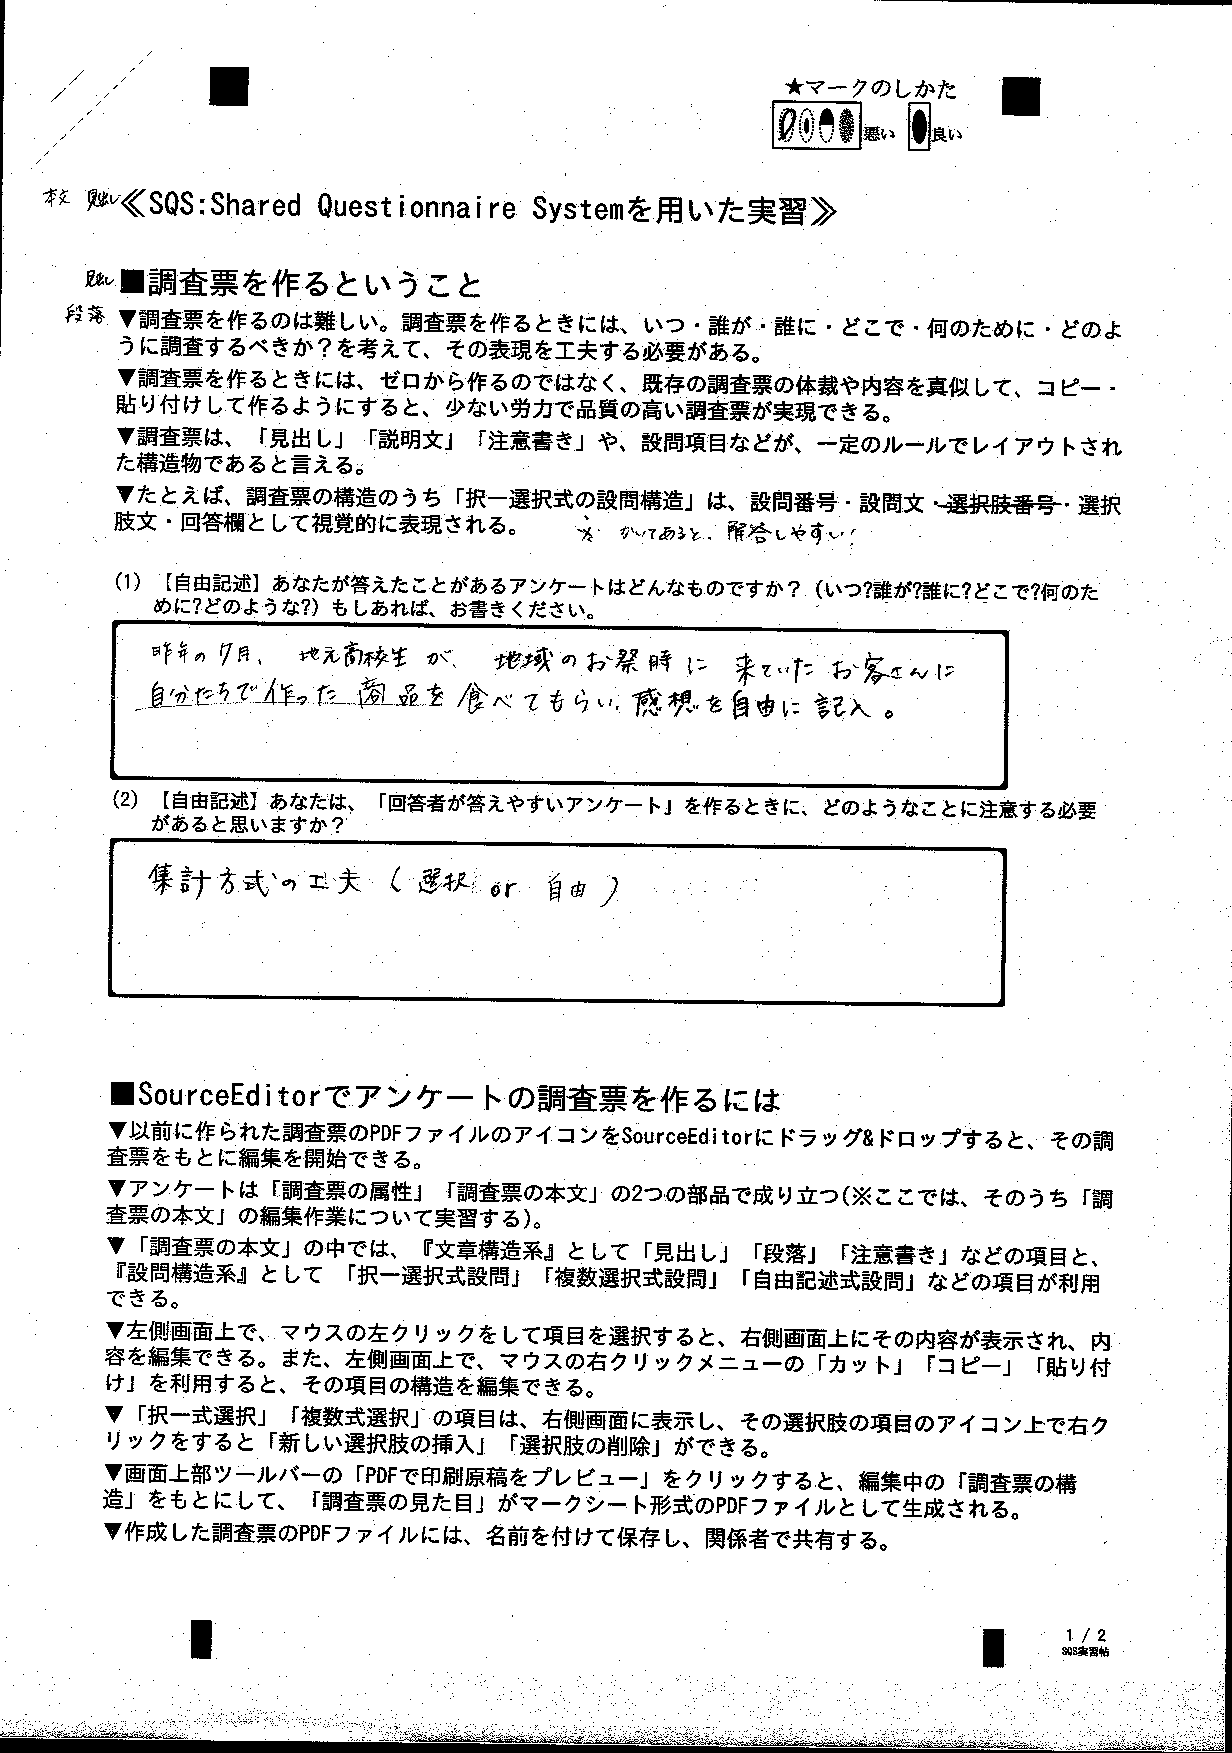 ★マークのしかた
悪い 良い
本文 見出し≪SQS:Shared Questionnaire Systemを用いた実習≫
見出し ■調査票を作るということ
段落 ▼調査票を作るのは難しい。調査票を作るときには、いつ・誰が・誰に・どこで・何のために・どのよ
うに調査するべきか?を考えて、その表現を工夫する必要がある。
▼調査票を作るときには、ゼロから作るのではなく、既存の調査票の体裁や内容を真似して、コピー・
貼り付けして作るようにすると、少ない労力で品質の高い調査票が実現できる。
▼調査票は、「見出し」「説明文」「注意書き」や、設問項目などが、一定のルールでレイアウトされ
た構造物であると言える。
▼たとえば、調査票の構造のうち「択一選択式の設問構造」は、設問番号・設問文・選択肢番号・選択
肢文・回答欄として視覚的に表現される。
かいてあると、解答しやすい!
(1) 【自由記述】あなたが答えたことがあるアンケートはどんなものですか?(いつ?誰が?誰に?どこで?何のた
めに?どのような?)もしあれば、お書きください。
昨年の7月、地元高校生が、地域のお祭時に来ていたお客さんに
自分たちで作った商品を食べてもらい、感想を自由に記入。
(2) 【自由記述】あなたは、「回答者が答えやすいアンケート」を作るときに、どのようなことに注意する必要
があると思いますか?
集計方式の工夫(選択 or 自由)
■SourceEditorでアンケートの調査票を作るには
▼以前に作られた調査票のPDFファイルのアイコンをSourceEditorにドラッグ&ドロップすると、その調
査票をもとに編集を開始できる。
▼アンケートは「調査票の属性」「調査票の本文」の2つの部品で成り立つ(※ここでは、そのうち「調
査票の本文」の編集作業について実習する)。
▼「調査票の本文」の中では、『文章構造系』として「見出し」「段落」「注意書き」などの項目と、
『設問構造系』として 「択一選択式設問」「複数選択式設問」「自由記述式設問」などの項目が利用
できる。
▼左側画面上で、マウスの左クリックをして項目を選択すると、右側画面上にその内容が表示され、内
容を編集できる。また、左側画面上で、マウスの右クリックメニューの「カット」「コピー」「貼り付
け」を利用すると、その項目の構造を編集できる。
▼「択一式選択」「複数式選択」の項目は、右側画面に表示し、その選択肢の項目のアイコン上で右ク
リックをすると「新しい選択肢の挿入」「選択肢の削除」ができる。
▼画面上部ツールバーの「PDFで印刷原稿をプレビュー」をクリックすると、編集中の「調査票の構
造」をもとにして、「調査票の見た目」がマークシート形式のPDFファイルとして生成される。
▼作成した調査票のPDFファイルには、名前を付けて保存し、関係者で共有する。
1 / 2
SQS実習帖